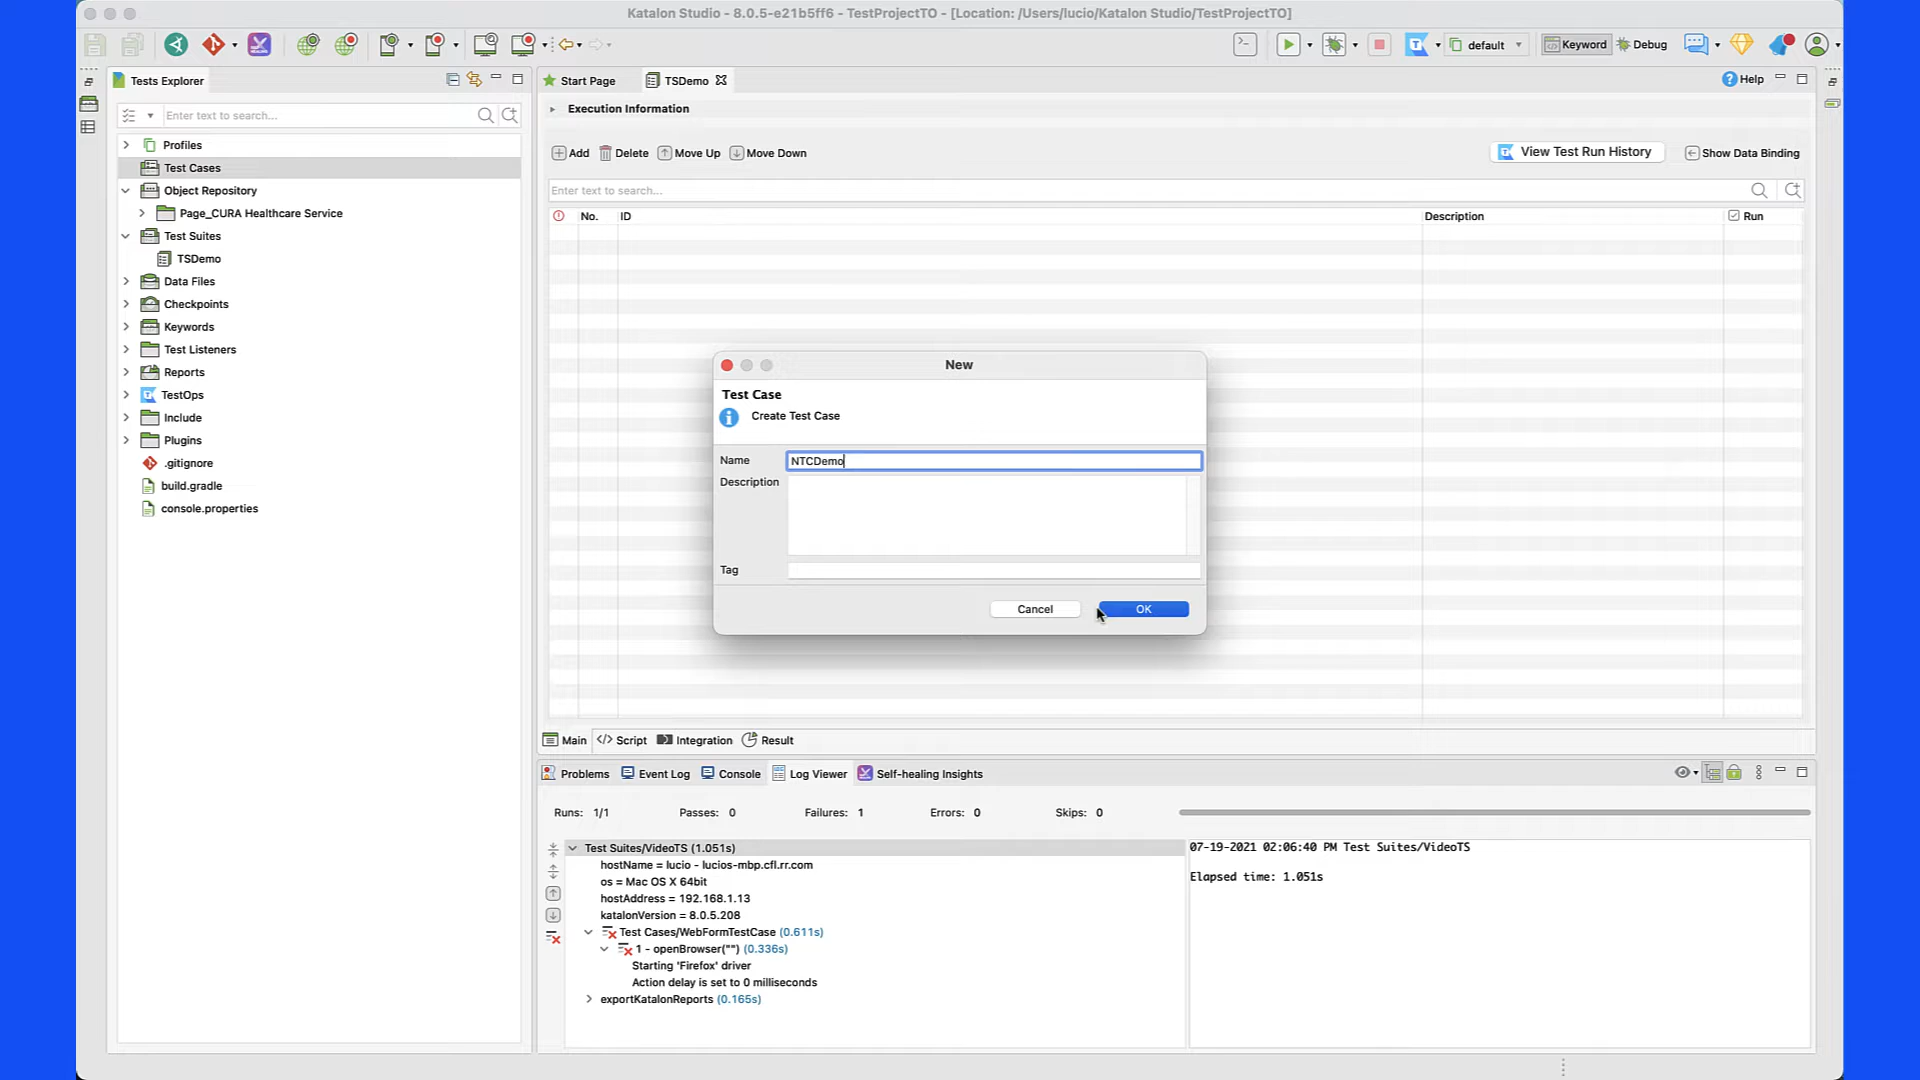 Katalon Studio - 8.0.5-e21b5ff6 - TestProjectTO - [Location: /Users/lucio/Katalon Studio/TestProjectTO]
default
Keyword
Debug
Tests Explorer
Start Page
TSDemo
Help
Enter text to search...
Execution Information
Profiles
Test Cases
Object Repository
Page_CURA Healthcare Service
Test Suites
TSDemo
Data Files
Checkpoints
Keywords
Test Listeners
Reports
TestOps
Include
Plugins
.gitignore
build.gradle
console.properties
Add
Delete
Move Up
Move Down
View Test Run History
Show Data Binding
Enter text to search...
No.
ID
Description
Run
New
Test Case
Create Test Case
Name
NTCDemo
Description
Tag
Cancel
OK
Main
Script
Integration
Result
Problems
Event Log
Console
Log Viewer
Self-healing Insights
Runs: 1/1
Passes: 0
Failures: 1
Errors: 0
Skips: 0
Test Suites/VideoTS (1.051s)
hostName = lucio - lucios-mbp.cfl.rr.com
os = Mac OS X 64bit
hostAddress = 192.168.1.13
katalonVersion = 8.0.5.208
Test Cases/WebFormTestCase (0.611s)
1 - openBrowser("") (0.336s)
Starting 'Firefox' driver
Action delay is set to 0 milliseconds
exportKatalonReports (0.165s)
07-19-2021 02:06:40 PM Test Suites/VideoTS
Elapsed time: 1.051s